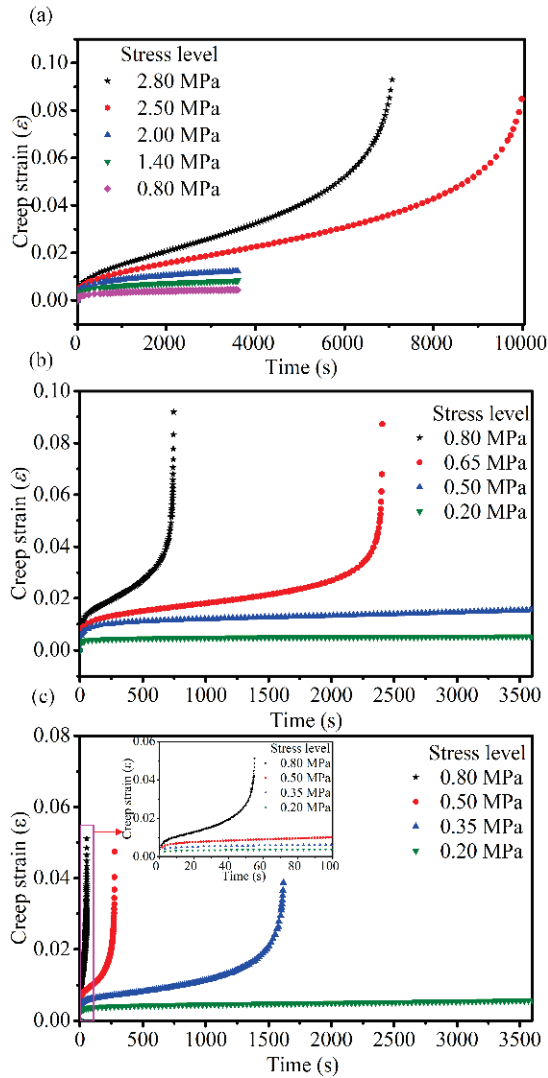 (a)
Stress level
2.80 MPa
2.50 MPa
2.00 MPa
1.40 MPa
0.80 MPa
0.10
0.08
0.06
0.04
0.02
0.00
Creep strain (ε)
0 2000 4000 6000 8000 10000
Time (s)
(b)
Stress level
0.80 MPa
0.65 MPa
0.50 MPa
0.20 MPa
0.10
0.08
0.06
0.04
0.02
0.00
Creep strain (ε)
0 500 1000 1500 2000 2500 3000 3500
Time (s)
(c)
0.08
0.06
0.04
0.02
0.00
Creep strain (ε)
0.06
0.04
0.02
0.00
Creep strain (ε)
Stress level
0.80 MPa
0.50 MPa
0.35 MPa
0.20 MPa
0 20 40 60 80 100
Time (s)
Stress level
0.80 MPa
0.50 MPa
0.35 MPa
0.20 MPa
0 500 1000 1500 2000 2500 3000 3500
Time (s)